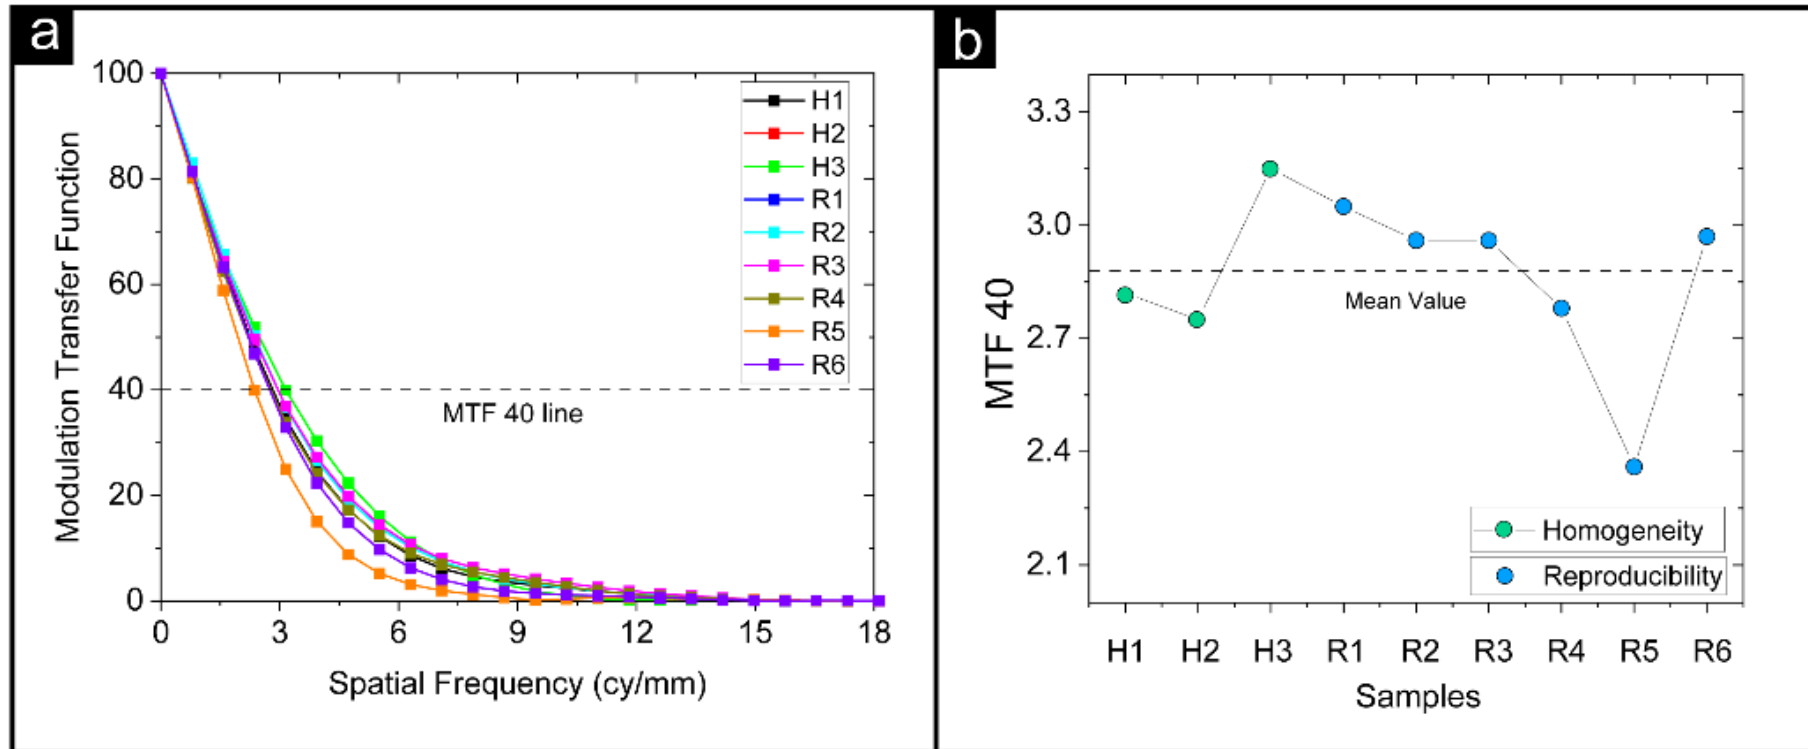 a
100
80
60
40
20
0
0 3 6 9 12 15 18
Modulation Transfer Function
Spatial Frequency (cy/mm)
MTF 40 line
H1
H2
H3
R1
R2
R3
R4
R5
R6
b
3.3
3.0
2.7
2.4
2.1
MTF 40
Mean Value
Homogeneity
Reproducibility
H1 H2 H3 R1 R2 R3 R4 R5 R6
Samples